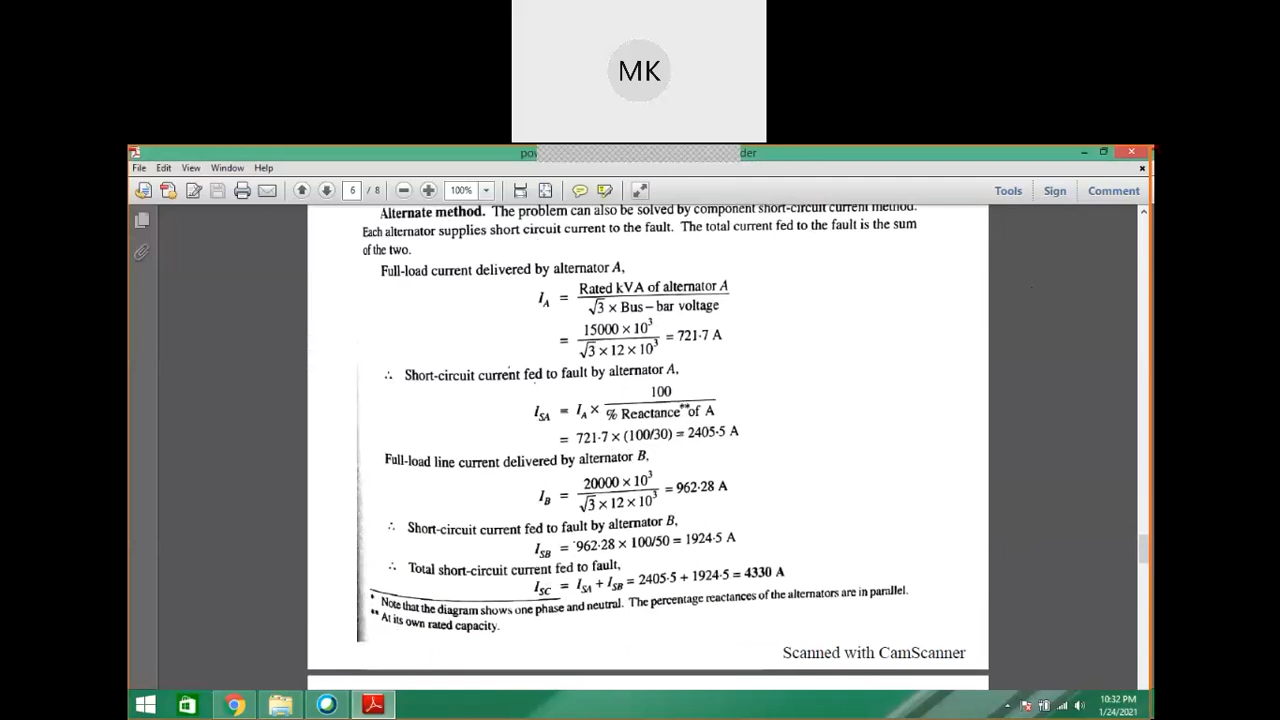 MK
pow
der
File Edit View Window Help
6 / 8 100% Tools Sign Comment
Alternate method. The problem can also be solved by component short-circuit current method.
Each alternator supplies short circuit current to the fault. The total current fed to the fault is the sum
of the two.
Full-load current delivered by alternator A,
I_A = Rated kVA of alternator A / √3 × Bus – bar voltage
= 15000 × 10³ / √3 × 12 × 10³ = 721·7 A
∴ Short-circuit current fed to fault by alternator A,
I_SA = I_A × 100 / % Reactance** of A
= 721·7 × (100/30) = 2405·5 A
Full-load line current delivered by alternator B,
I_B = 20000 × 10³ / √3 × 12 × 10³ = 962·28 A
∴ Short-circuit current fed to fault by alternator B,
I_SB = 962·28 × 100/50 = 1924·5 A
∴ Total short-circuit current fed to fault,
I_SC = I_SA + I_SB = 2405·5 + 1924·5 = 4330 A
* Note that the diagram shows one phase and neutral. The percentage reactances of the alternators are in parallel.
** At its own rated capacity.
Scanned with CamScanner
10:32 PM
1/24/2021